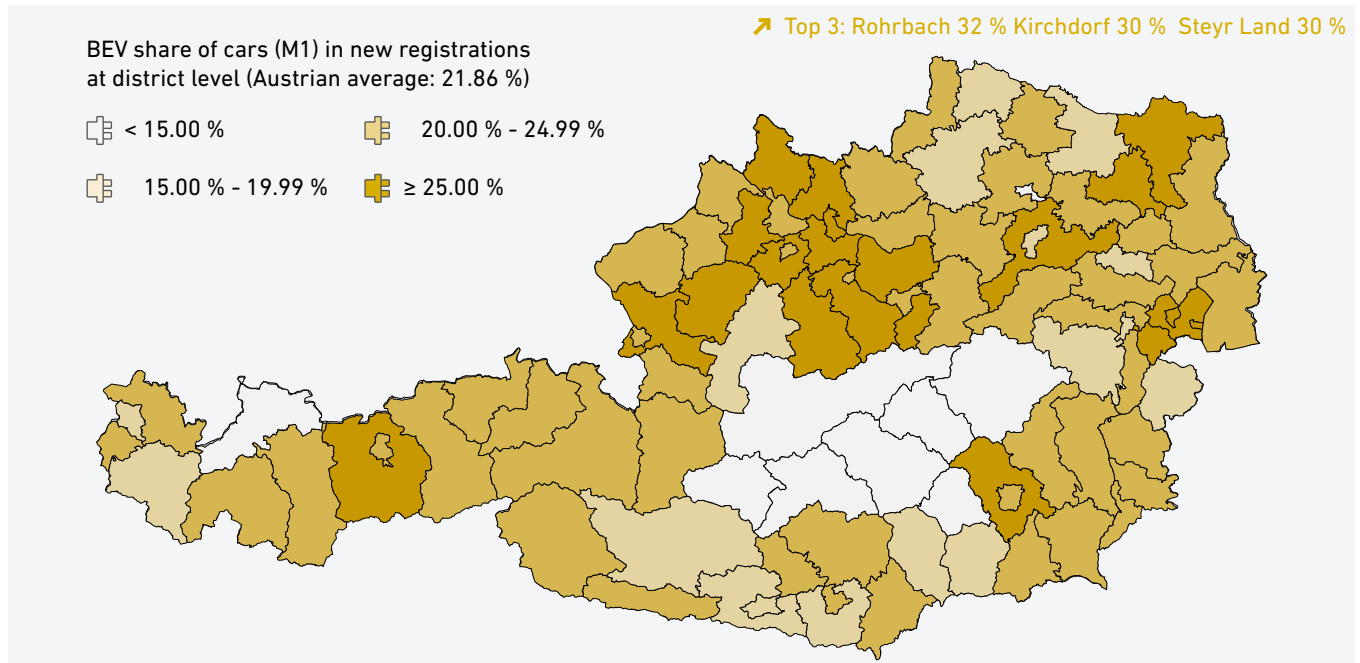 Top 3: Rohrbach 32 % Kirchdorf 30 % Steyr Land 30 %
BEV share of cars (M1) in new registrations
at district level (Austrian average: 21.86 %)
< 15.00 %
20.00 % - 24.99 %
15.00 % - 19.99 %
≥ 25.00 %